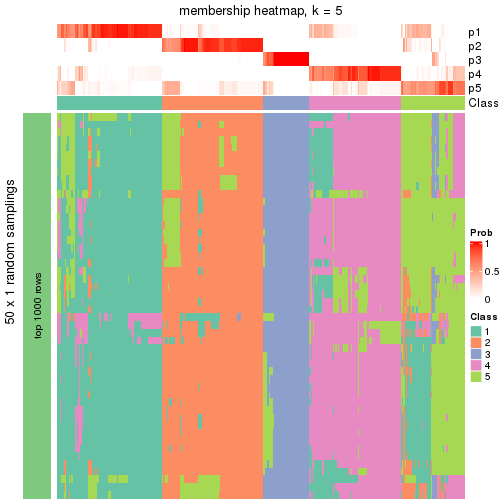 membership heatmap, k = 5
p1
p2
p3
p4
p5
Class
50 x 1 random samplings
top 1000 rows
Prob
1
0.5
0
Class
1
2
3
4
5